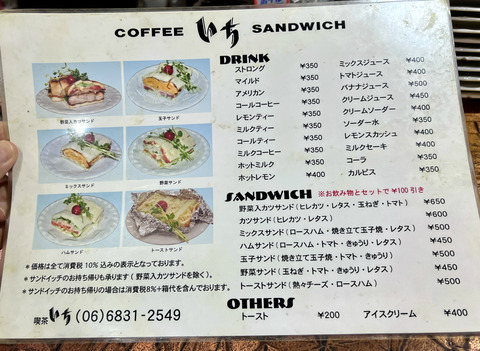 COFFEE いち SANDWICH
野菜入カツサンド
玉子サンド
ミックスサンド
野菜サンド
ハムサンド
トーストサンド
*価格は全て消費税10%込みの表示となっております。
*サンドイッチのお持ち帰りも承ります(野菜入カツサンドを除く)。
*サンドイッチのお持ち帰りの場合は消費税8%+箱代を含んでおります。
喫茶 いち (06)6831-2549
DRINK
ストロング ¥350 ミックスジュース ¥400
マイルド ¥350 トマトジュース ¥400
アメリカン ¥350 バナナジュース ¥500
コールコーヒー ¥350 クリームジュース ¥450
レモンティー ¥350 クリームソーダー ¥400
ミルクティー ¥350 ソーダー水 ¥350
コールティー ¥350 レモンスカッシュ ¥400
ミルクコーヒー ¥350 ミルクセーキ ¥400
ホットミルク ¥350 コーラ ¥350
ホットレモン ¥400 カルピス ¥350
SANDWICH ※お飲み物とセットで¥100引き
野菜入カツサンド(ヒレカツ・レタス・玉ねぎ・トマト) ¥650
カツサンド(ヒレカツ・レタス) ¥600
ミックスサンド(ロースハム・焼き立て玉子焼・レタス) ¥500
ハムサンド(ロースハム・トマト・きゅうり・レタス) ¥450
玉子サンド(焼き立て玉子焼・きゅうり・トマト) ¥450
野菜サンド(玉ねぎ・トマト・きゅうり・レタス) ¥450
トーストサンド(熱々チーズ・ロースハム) ¥500
OTHERS
トースト ¥200 アイスクリーム ¥400